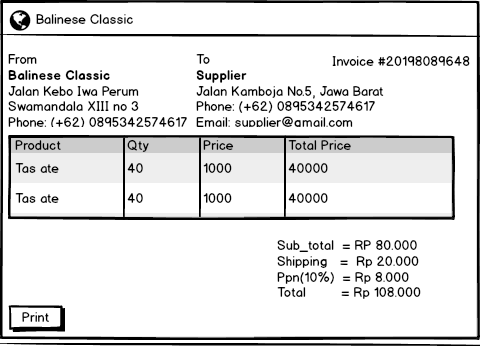 Balinese Classic
From To Invoice #20198089648
Balinese Classic Supplier
Jalan Kebo Iwa Perum Jalan Kamboja No.5, Jawa Barat
Swamandala XIII no 3 Phone: (+62) 0895342574617
Phone: (+62) 0895342574617 Email: supplier@gmail.com
Product Qty Price Total Price
Tas ate 40 1000 40000
Tas ate 40 1000 40000
Sub_total = RP 80.000
Shipping = Rp 20.000
Ppn(10%) = Rp 8.000
Total = Rp 108.000
Print